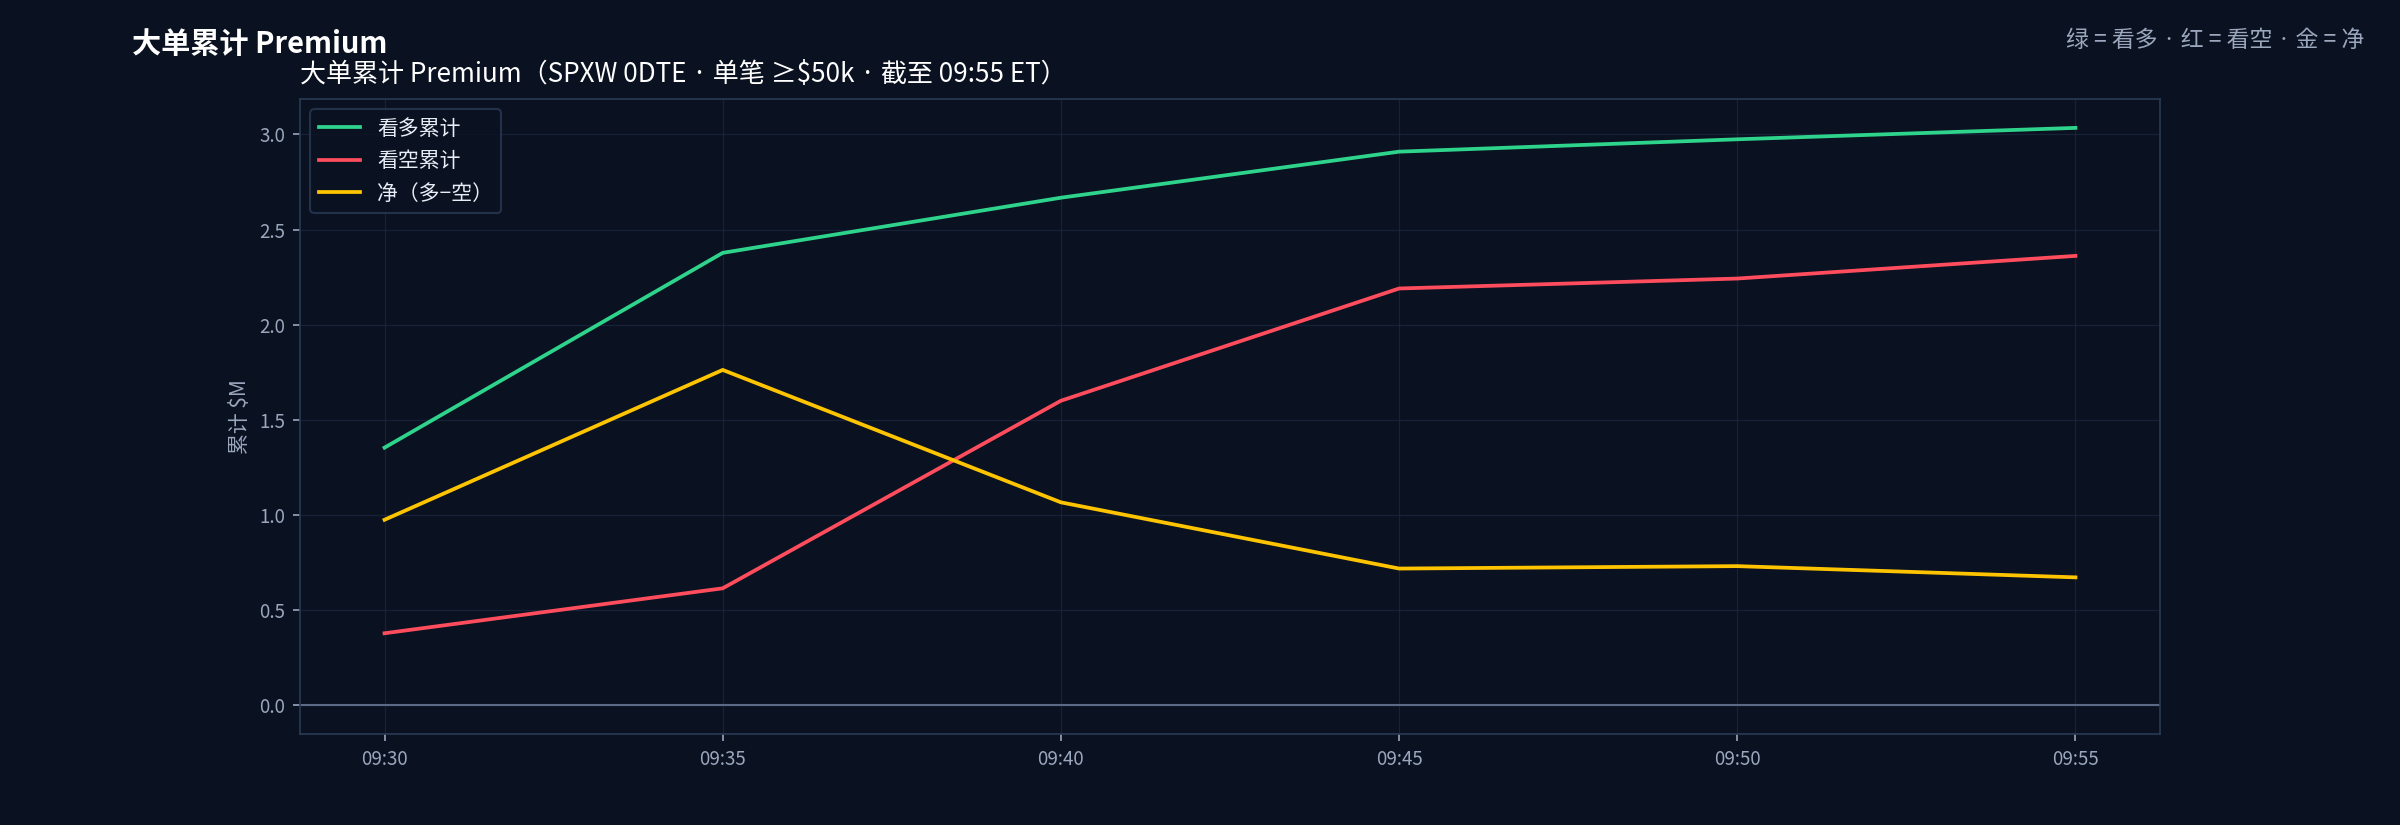 大单累计 Premium
绿 = 看多 · 红 = 看空 · 金 = 净
大单累计 Premium（SPXW 0DTE · 单笔 ≥$50k · 截至 09:55 ET）
看多累计
看空累计
净（多−空）
累计 $M
3.0
2.5
2.0
1.5
1.0
0.5
0.0
09:30 09:35 09:40 09:45 09:50 09:55